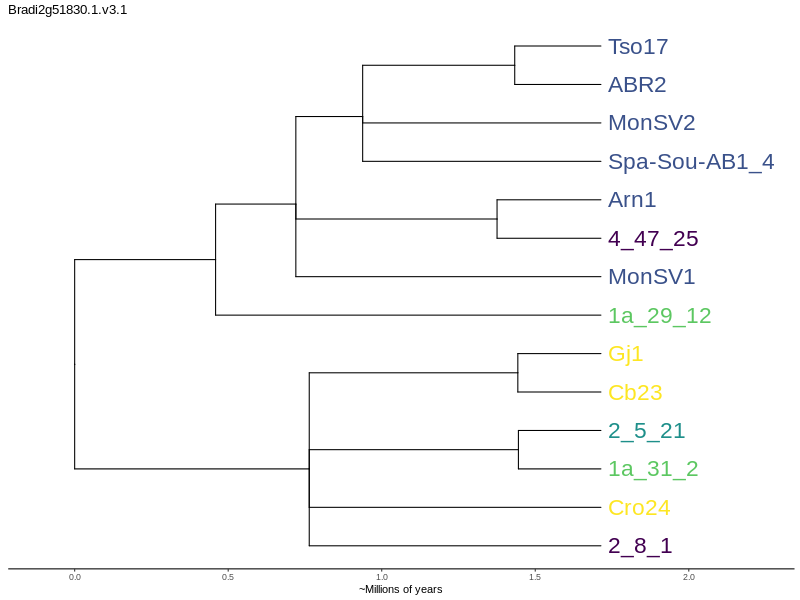 Bradi2g51830.1.v3.1
Tso17
ABR2
MonSV2
Spa-Sou-AB1_4
Arn1
4_47_25
MonSV1
1a_29_12
Gj1
Cb23
2_5_21
1a_31_2
Cro24
2_8_1
0.0 0.5 1.0 1.5 2.0
~Millions of years